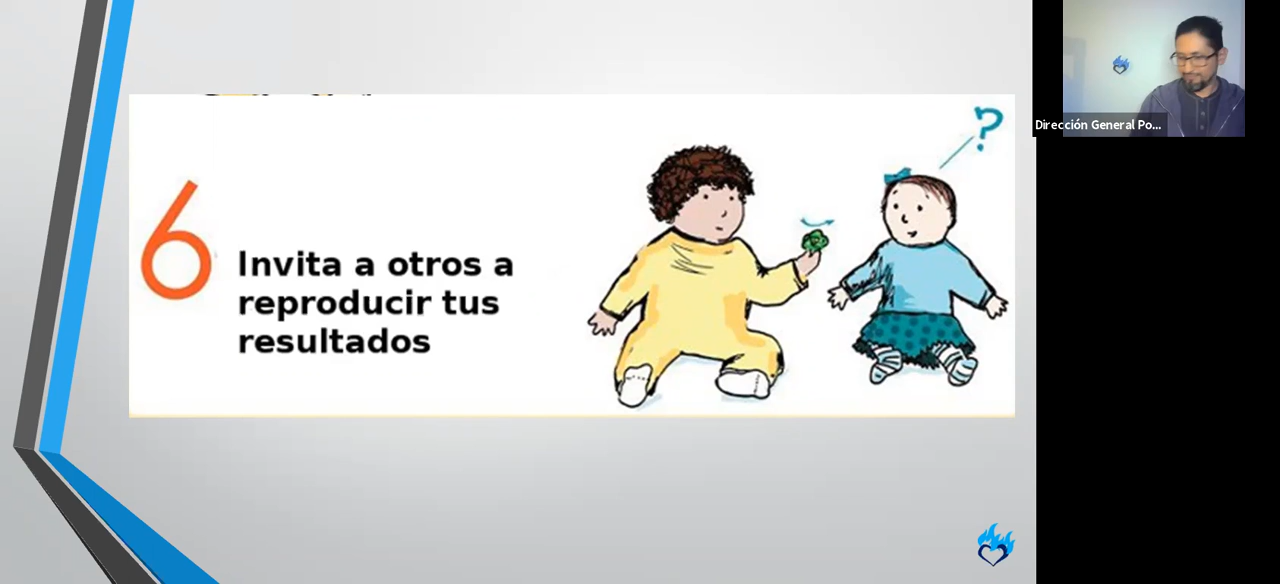 6
Invita a otros a
reproducir tus
resultados
?
Dirección General Po...